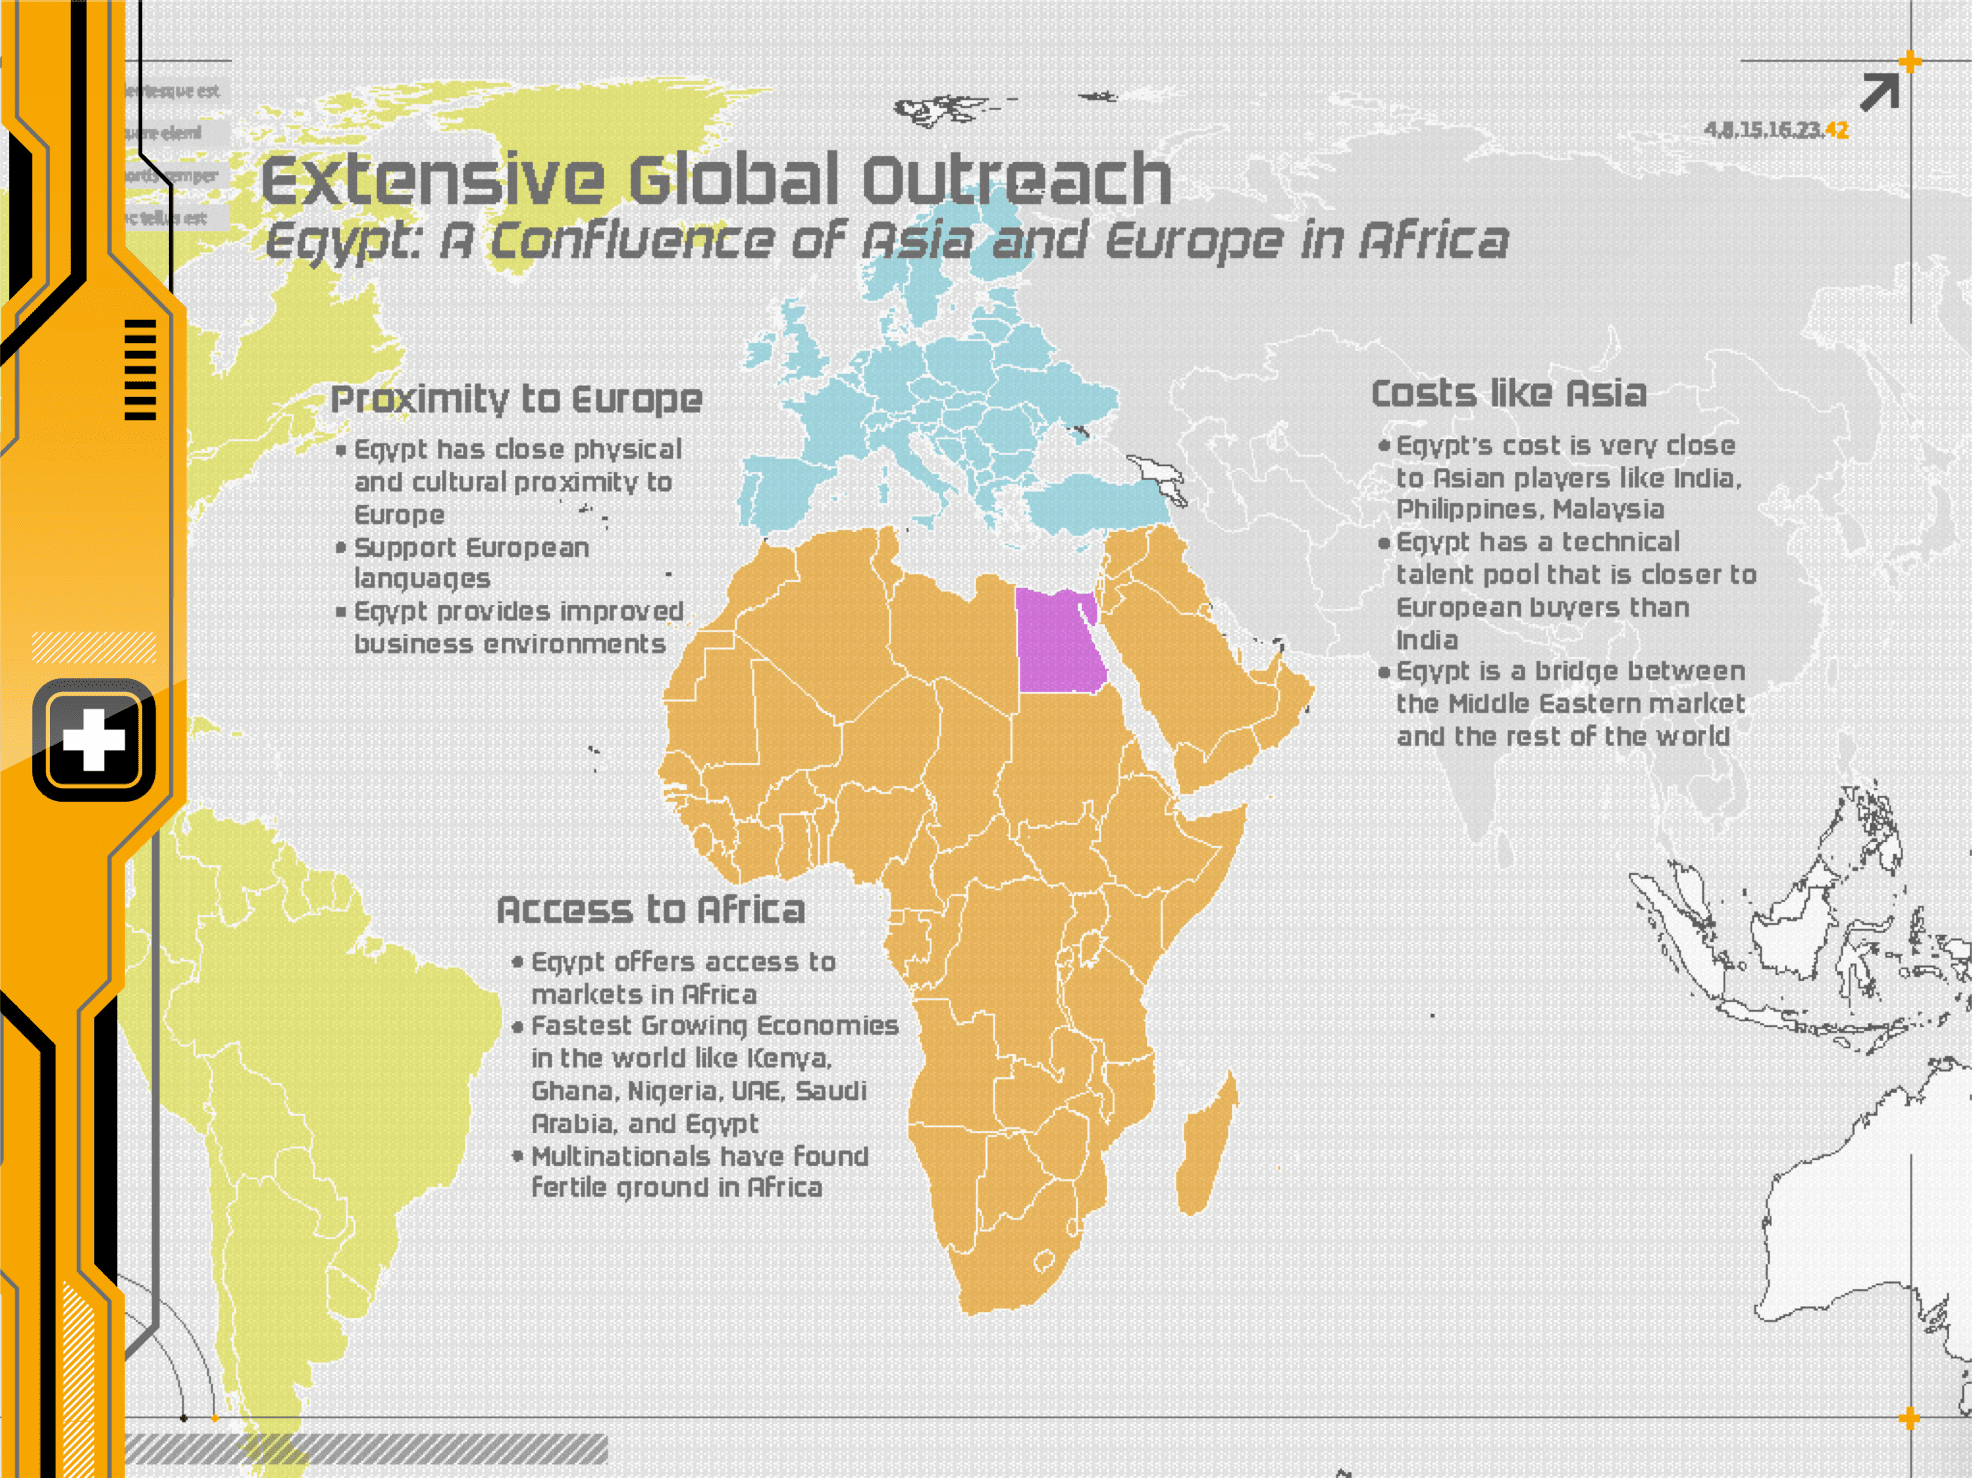 est
4,8,15,16,23,42
semper
tellus est
Extensive Global Outreach
Egypt: A Confluence of Asia and Europe in Africa
Proximity to Europe
▪ Egypt has close physical
and cultural proximity to
Europe
• Support European
languages
▪ Egypt provides improved
business environments
Costs like Asia
• Egypt's cost is very close
to Asian players like India,
Philippines, Malaysia
• Egypt has a technical
talent pool that is closer to
European buyers than
India
• Egypt is a bridge between
the Middle Eastern market
and the rest of the world
Access to Africa
• Egypt offers access to
markets in Africa
• Fastest Growing Economies
in the world like Kenya,
Ghana, Nigeria, UAE, Saudi
Arabia, and Egypt
• Multinationals have found
fertile ground in Africa